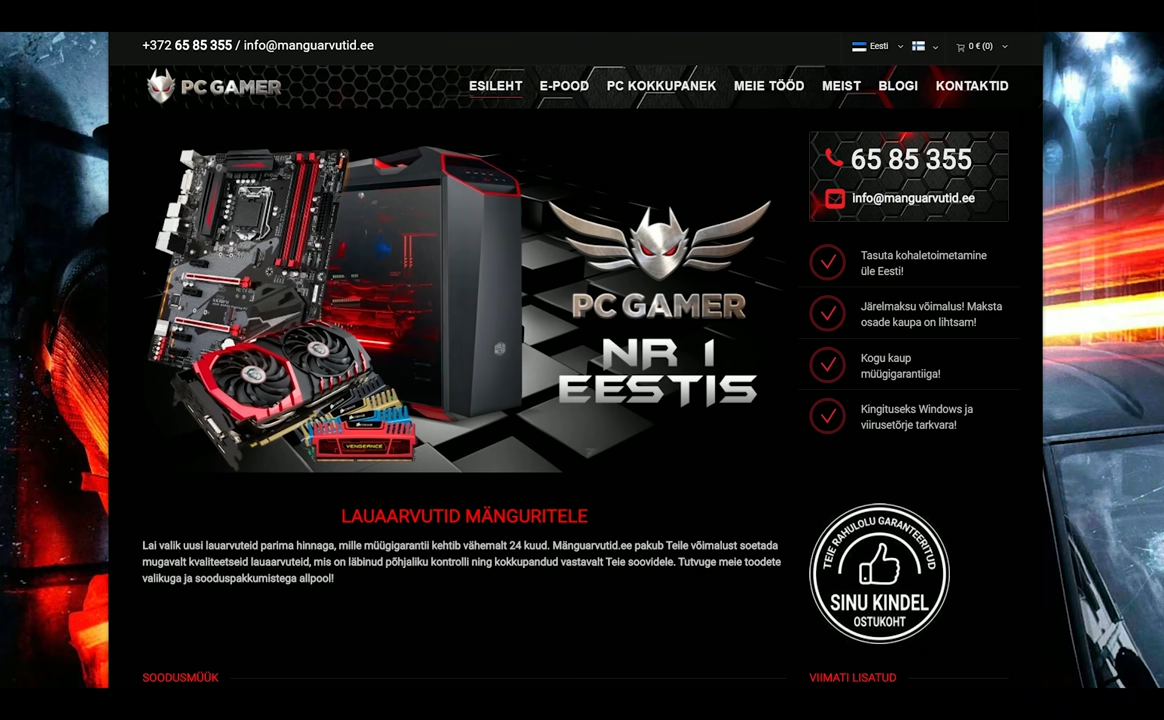 +372 65 85 355 / info@manguarvutid.ee
Eesti
0 € (0)
PC GAMER
ESILEHT E-POOD PC KOKKUPANEK MEIE TÖÖD MEIST BLOGI KONTAKTID
65 85 355
info@manguarvutid.ee
PC GAMER
NR 1
EESTIS
VENGEANCE
Tasuta kohaletoimetamine
üle Eesti!
Järelmaksu võimalus! Maksta
osade kaupa on lihtsam!
Kogu kaup
müügigarantiiga!
Kingituseks Windows ja
viirusetõrje tarkvara!
LAUAARVUTID MÄNGURITELE
Lai valik uusi lauarvuteid parima hinnaga, mille müügigarantii kehtib vähemalt 24 kuud. Mänguarvutid.ee pakub Teile võimalust soetada
mugavalt kvaliteetseid lauaarvuteid, mis on läbinud põhjaliku kontrolli ning kokkupandud vastavalt Teie soovidele. Tutvuge meie toodete
valikuga ja sooduspakkumistega allpool!
TEIE RAHULOLU GARANTEERITUD
SINU KINDEL
OSTUKOHT
SOODUSMÜÜK
VIIMATI LISATUD